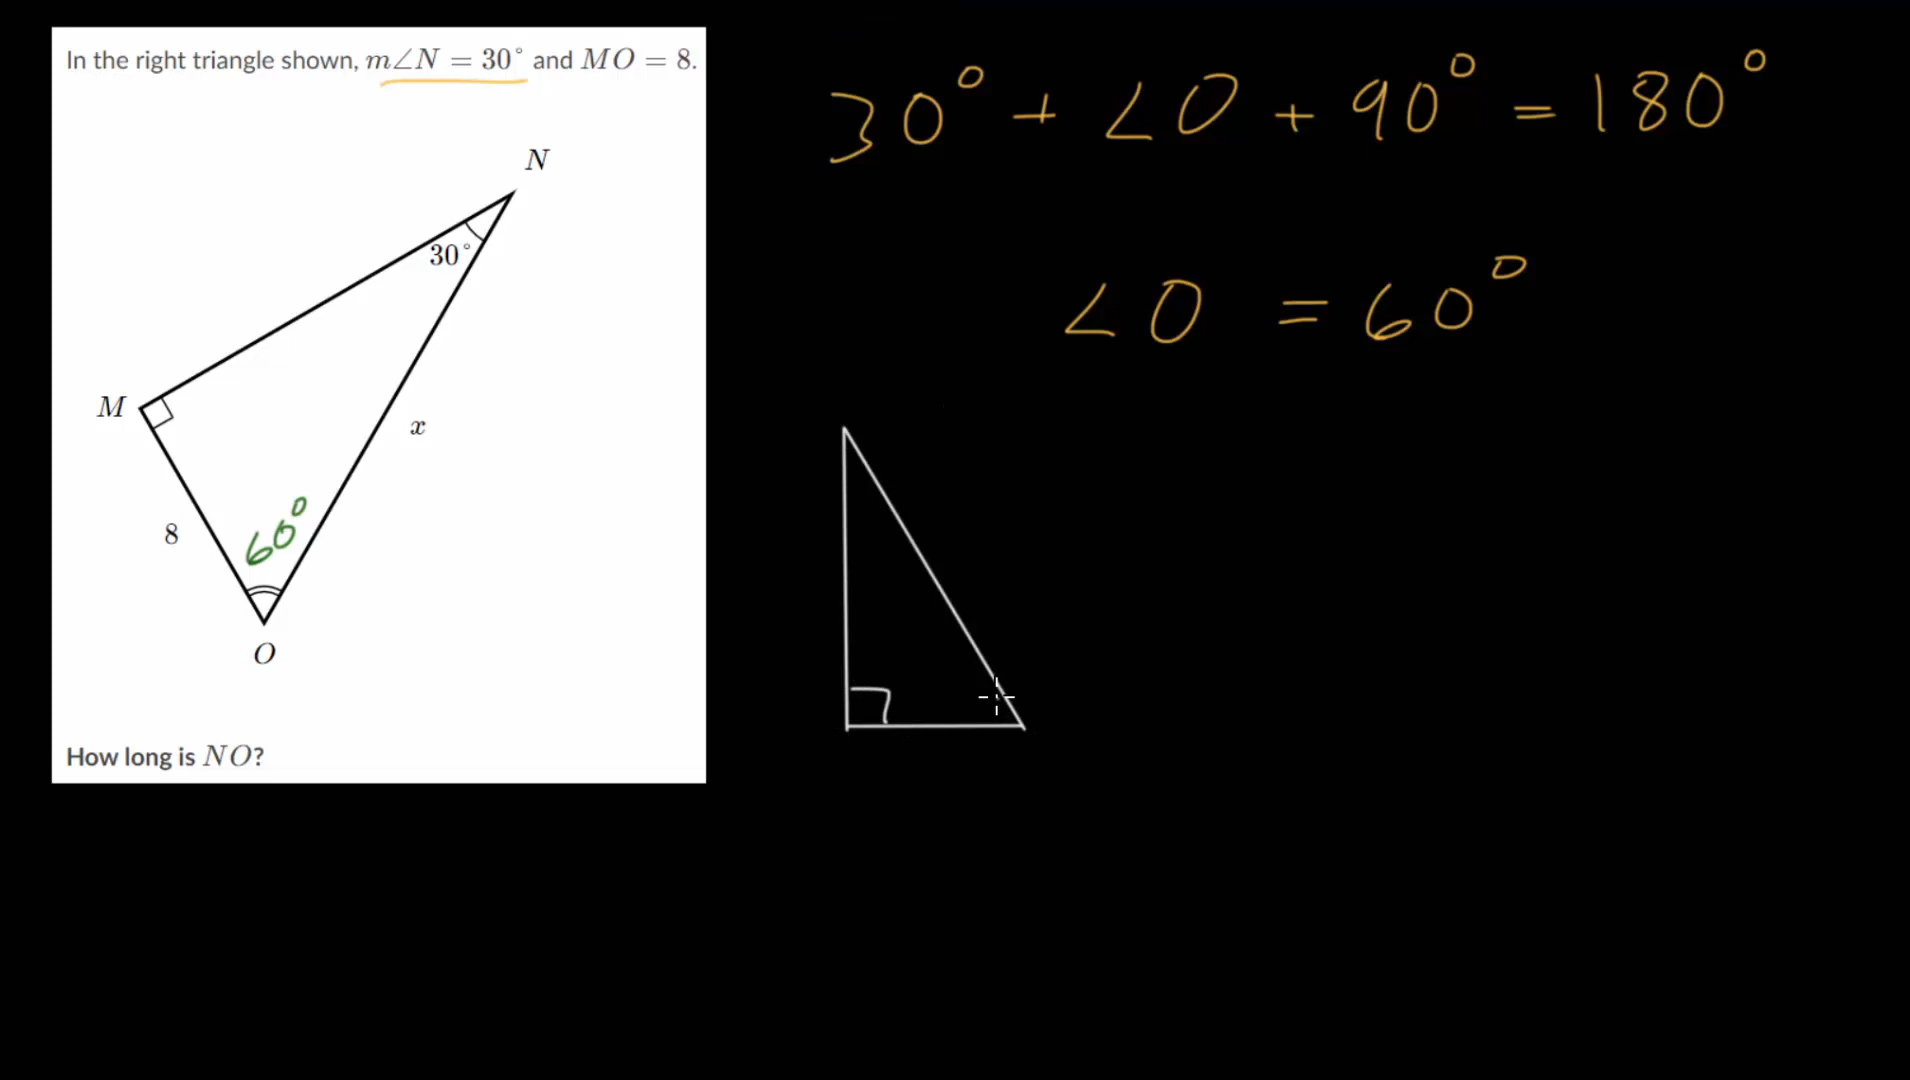 In the right triangle shown, m∠N = 30° and MO = 8.
N
30°
M
x
8
60°
O
How long is NO?
30° + ∠O + 90° = 180°
∠O = 60°